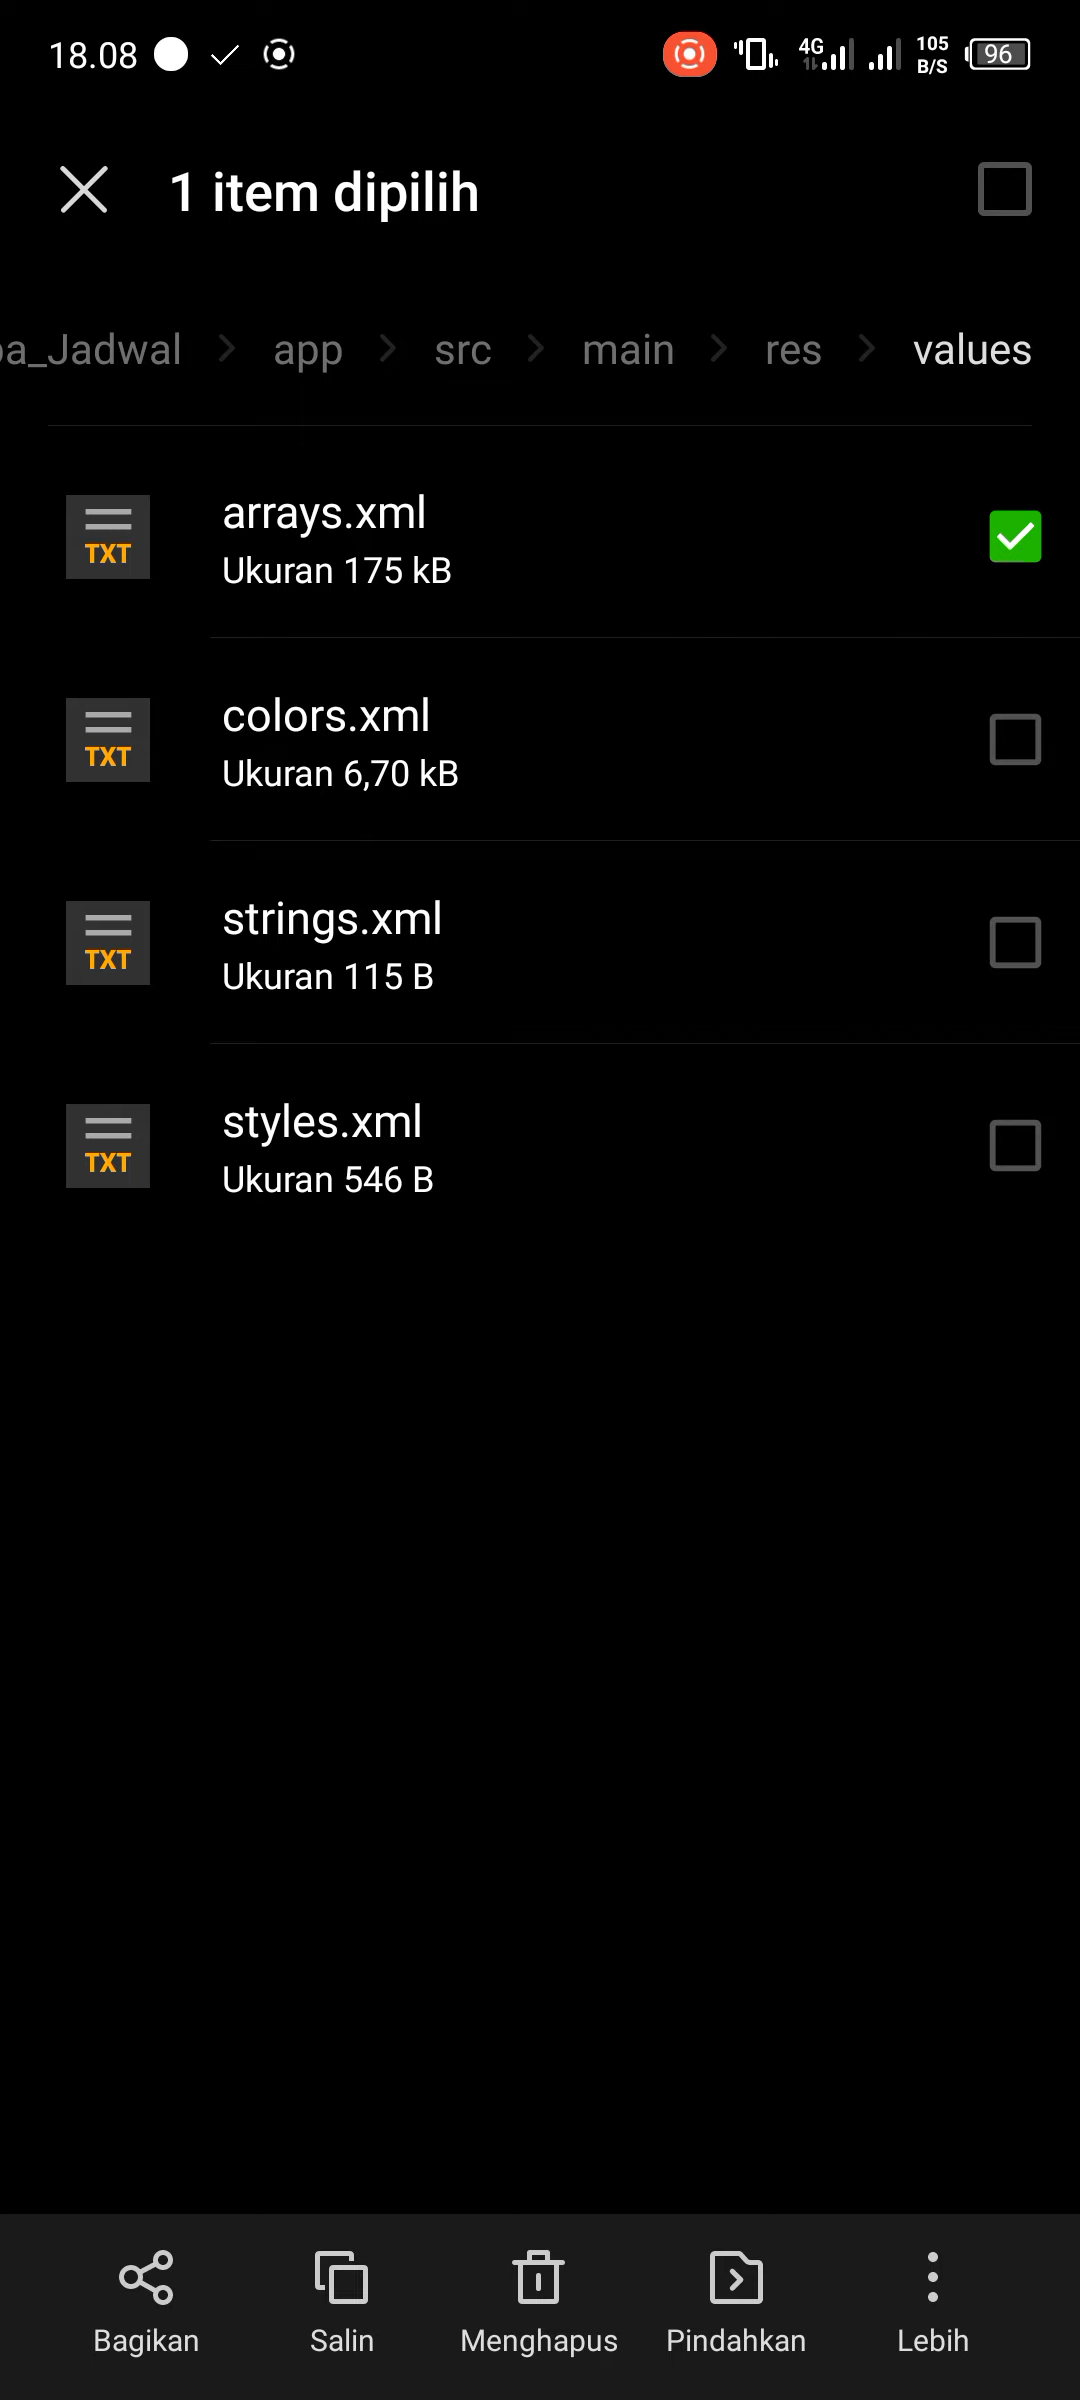 18.08 4G 105 B/S 96
1 item dipilih
a_Jadwal > app > src > main > res > values
TXT arrays.xml
Ukuran 175 kB
TXT colors.xml
Ukuran 6,70 kB
TXT strings.xml
Ukuran 115 B
TXT styles.xml
Ukuran 546 B
Bagikan Salin Menghapus Pindahkan Lebih